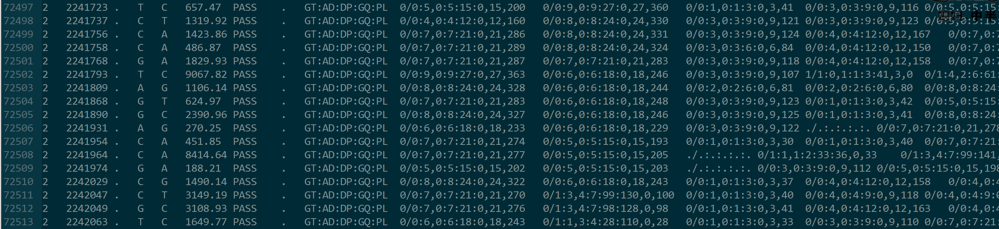 72497 2 2241723 . T C 657.47 PASS . GT:AD:DP:GQ:PL 0/0:5,0:5:15:0,15,200 0/0:9,0:9:27:0,27,360 0/0:1,0:1:3:0,3,41 0/0:3,0:3:9:0,9,116 0/0:5,0:5:15:
72498 2 2241737 . C T 1319.92 PASS . GT:AD:DP:GQ:PL 0/0:4,0:4:12:0,12,160 0/0:8,0:8:24:0,24,330 0/0:3,0:3:9:0,9,121 0/0:3,0:3:9:0,9,123
72499 2 2241756 . C A 1423.86 PASS . GT:AD:DP:GQ:PL 0/0:7,0:7:21:0,21,286 0/0:8,0:8:24:0,24,331 0/0:3,0:3:9:0,9,124 0/0:4,0:4:12:0,12,167 0/0:7,0:7
72500 2 2241758 . C A 486.87 PASS . GT:AD:DP:GQ:PL 0/0:7,0:7:21:0,21,289 0/0:8,0:8:24:0,24,324 0/0:3,0:3:6:0,6,84 0/0:4,0:4:12:0,12,150 0/0:7,0:7
72501 2 2241768 . G A 1829.93 PASS . GT:AD:DP:GQ:PL 0/0:7,0:7:21:0,21,287 0/0:7,0:7:21:0,21,283 0/0:3,0:3:9:0,9,118 0/0:4,0:4:12:0,12,158 0/0:7,0:7
72502 2 2241793 . T C 9067.82 PASS . GT:AD:DP:GQ:PL 0/0:9,0:9:27:0,27,363 0/0:6,0:6:18:0,18,246 0/0:3,0:3:9:0,9,107 1/1:0,1:1:3:41,3,0 0/1:4,2:6:61:
72503 2 2241809 . A G 1106.14 PASS . GT:AD:DP:GQ:PL 0/0:8,0:8:24:0,24,328 0/0:6,0:6:18:0,18,244 0/0:2,0:2:6:0,6,81 0/0:2,0:2:6:0,6,80 0/0:8,0:8:24:
72504 2 2241868 . G T 624.97 PASS . GT:AD:DP:GQ:PL 0/0:7,0:7:21:0,21,283 0/0:6,0:6:18:0,18,248 0/0:3,0:3:9:0,9,123 0/0:1,0:1:3:0,3,42 0/0:5,0:5:15:
72505 2 2241890 . G C 2390.96 PASS . GT:AD:DP:GQ:PL 0/0:8,0:8:24:0,24,327 0/0:6,0:6:18:0,18,246 0/0:3,0:3:9:0,9,125 0/0:1,0:1:3:0,3,41 0/0:8,0:8:24:
72506 2 2241931 . A G 270.25 PASS . GT:AD:DP:GQ:PL 0/0:6,0:6:18:0,18,233 0/0:6,0:6:18:0,18,229 0/0:3,0:3:9:0,9,122 ./.:.:.:.:. 0/0:7,0:7:21:0,21,278
72507 2 2241954 . C A 451.85 PASS . GT:AD:DP:GQ:PL 0/0:7,0:7:21:0,21,274 0/0:5,0:5:15:0,15,193 0/0:1,0:1:3:0,3,30 0/0:1,0:1:3:0,3,40 0/0:7,0:7:21:
72508 2 2241964 . C A 8414.64 PASS . GT:AD:DP:GQ:PL 0/0:7,0:7:21:0,21,277 0/0:5,0:5:15:0,15,205 ./.:.:.:.:. 0/1:1,1:2:33:36,0,33 0/1:3,4:7:99:141,
72509 2 2241974 . G A 188.21 PASS . GT:AD:DP:GQ:PL 0/0:5,0:5:15:0,15,202 0/0:5,0:5:15:0,15,203 ./.:.:.:.:. 0/0:3,0:3:9:0,9,112 0/0:5,0:5:15:0,15,198
72510 2 2242029 . C G 1490.14 PASS . GT:AD:DP:GQ:PL 0/0:8,0:8:24:0,24,322 0/0:6,0:6:18:0,18,243 0/0:1,0:1:3:0,3,37 0/0:4,0:4:12:0,12,158 0/0:4,0:4
72511 2 2242047 . C T 3149.19 PASS . GT:AD:DP:GQ:PL 0/0:7,0:7:21:0,21,270 0/1:3,4:7:99:130,0,100 0/0:1,0:1:3:0,3,40 0/0:4,0:4:9:0,9,118 0/0:4,0:4:9:0
72512 2 2242049 . G C 3108.93 PASS . GT:AD:DP:GQ:PL 0/0:7,0:7:21:0,21,276 0/1:3,4:7:98:128,0,98 0/0:1,0:1:3:0,3,41 0/0:4,0:4:12:0,12,163 0/0:4,0:4
72513 2 2242063 . T C 1649.77 PASS . GT:AD:DP:GQ:PL 0/0:6,0:6:18:0,18,243 0/1:1,3:4:28:110,0,28 0/0:1,0:1:3:0,3,33 0/0:3,0:3:9:0,9,110 0/0:7,0:7:21: